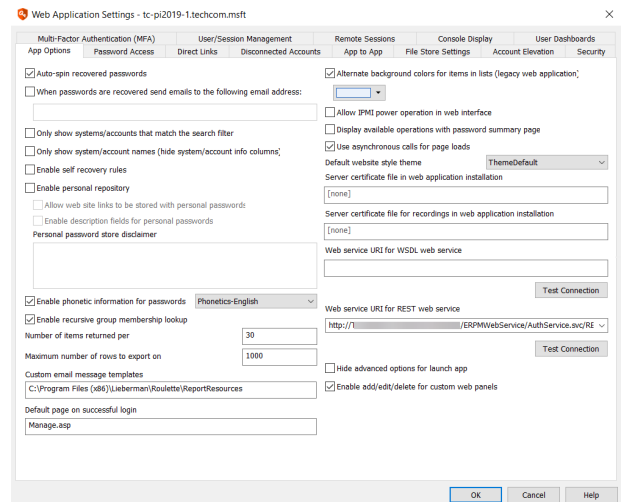 Web Application Settings - tc-pi2019-1.techcom.msft
Multi-Factor Authentication (MFA)
User/Session Management
Remote Sessions
Console Display
User Dashboards
App Options
Password Access
Direct Links
Disconnected Accounts
App to App
File Store Settings
Account Elevation
Security
Auto-spin recovered passwords
When passwords are recovered send emails to the following email address:
Only show systems/accounts that match the search filter
Only show system/account names (hide system/account info columns)
Enable self recovery rules
Enable personal repository
Allow web site links to be stored with personal passwords
Enable description fields for personal passwords
Personal password store disclaimer
Enable phonetic information for passwords
Phonetics-English
Enable recursive group membership lookup
Number of items returned per
30
Maximum number of rows to export on
1000
Custom email message templates
C:\Program Files (x86)\Lieberman\Roulette\ReportResources
Default page on successful login
Manage.asp
Alternate background colors for items in lists (legacy web application)
Allow IPMI power operation in web interface
Display available operations with password summary page
Use asynchronous calls for page loads
Default website style theme
ThemeDefault
Server certificate file in web application installation
[none]
Server certificate file for recordings in web application installation
[none]
Web service URI for WSDL web service
Test Connection
Web service URI for REST web service
http:// /ERPMWebService/AuthService.svc/RE
Test Connection
Hide advanced options for launch app
Enable add/edit/delete for custom web panels
OK
Cancel
Help